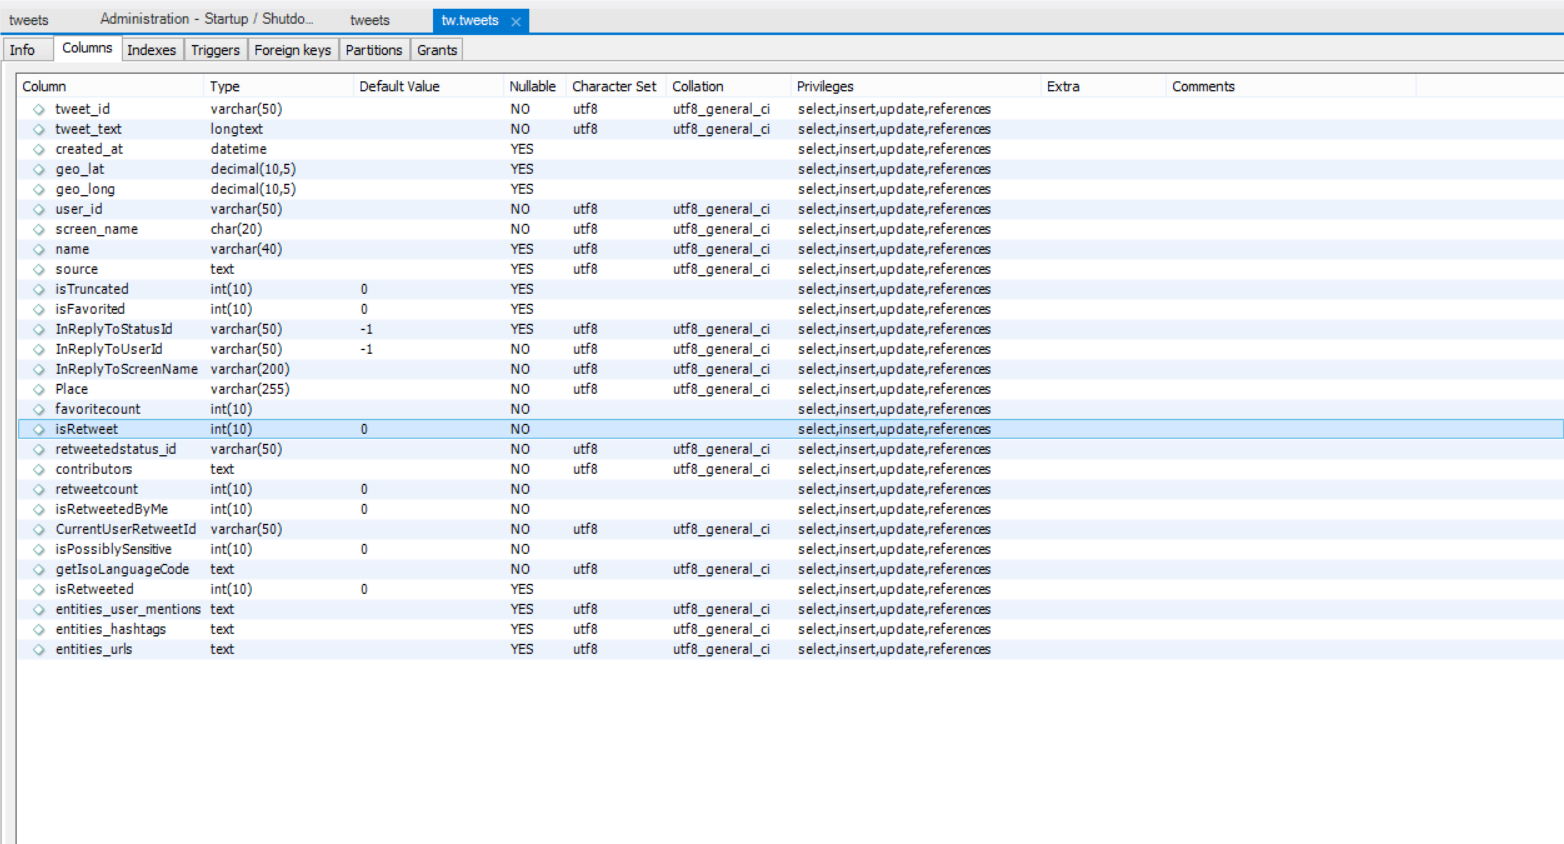 tweets Administration - Startup / Shutdo... tweets tw.tweets ×
Info Columns Indexes Triggers Foreign keys Partitions Grants
Column Type Default Value Nullable Character Set Collation Privileges Extra Comments
tweet_id varchar(50) NO utf8 utf8_general_ci select,insert,update,references
tweet_text longtext NO utf8 utf8_general_ci select,insert,update,references
created_at datetime YES select,insert,update,references
geo_lat decimal(10,5) YES select,insert,update,references
geo_long decimal(10,5) YES select,insert,update,references
user_id varchar(50) NO utf8 utf8_general_ci select,insert,update,references
screen_name char(20) NO utf8 utf8_general_ci select,insert,update,references
name varchar(40) YES utf8 utf8_general_ci select,insert,update,references
source text YES utf8 utf8_general_ci select,insert,update,references
isTruncated int(10) 0 YES select,insert,update,references
isFavorited int(10) 0 YES select,insert,update,references
InReplyToStatusId varchar(50) -1 YES utf8 utf8_general_ci select,insert,update,references
InReplyToUserId varchar(50) -1 NO utf8 utf8_general_ci select,insert,update,references
InReplyToScreenName varchar(200) NO utf8 utf8_general_ci select,insert,update,references
Place varchar(255) NO utf8 utf8_general_ci select,insert,update,references
favoritecount int(10) NO select,insert,update,references
isRetweet int(10) 0 NO select,insert,update,references
retweetedstatus_id varchar(50) NO utf8 utf8_general_ci select,insert,update,references
contributors text NO utf8 utf8_general_ci select,insert,update,references
retweetcount int(10) 0 NO select,insert,update,references
isRetweetedByMe int(10) 0 NO select,insert,update,references
CurrentUserRetweetId varchar(50) NO utf8 utf8_general_ci select,insert,update,references
isPossiblySensitive int(10) 0 NO select,insert,update,references
getIsoLanguageCode text NO utf8 utf8_general_ci select,insert,update,references
isRetweeted int(10) 0 YES select,insert,update,references
entities_user_mentions text YES utf8 utf8_general_ci select,insert,update,references
entities_hashtags text YES utf8 utf8_general_ci select,insert,update,references
entities_urls text YES utf8 utf8_general_ci select,insert,update,references